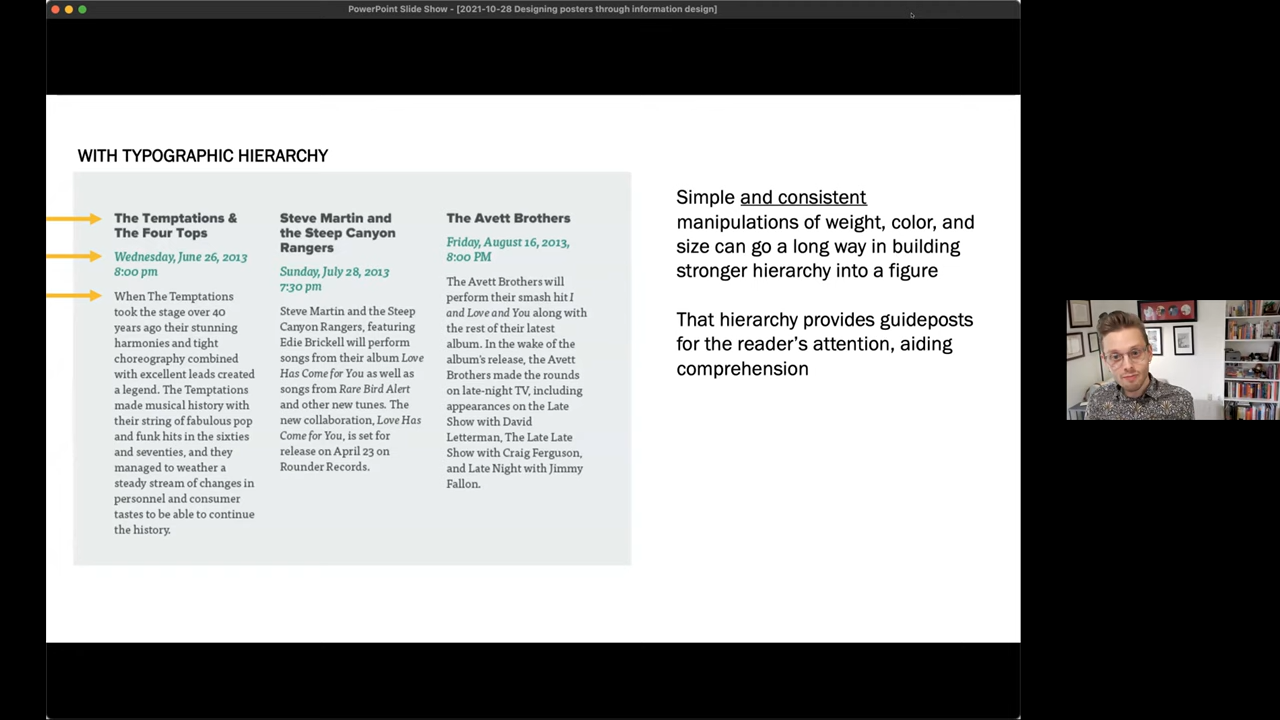 PowerPoint Slide Show - [2021-10-28 Designing posters through information design]
WITH TYPOGRAPHIC HIERARCHY
The Temptations &
The Four Tops
Wednesday, June 26, 2013
8:00 pm
When The Temptations
took the stage over 40
years ago their stunning
harmonies and tight
choreography combined
with excellent leads created
a legend. The Temptations
made musical history with
their string of fabulous pop
and funk hits in the sixties
and seventies, and they
managed to weather a
steady stream of changes in
personnel and consumer
tastes to be able to continue
the history.
Steve Martin and
the Steep Canyon
Rangers
Sunday, July 28, 2013
7:30 pm
Steve Martin and the Steep
Canyon Rangers, featuring
Edie Brickell will perform
songs from their album Love
Has Come for You as well as
songs from Rare Bird Alert
and other new tunes. The
new collaboration, Love Has
Come for You, is set for
release on April 23 on
Rounder Records.
The Avett Brothers
Friday, August 16, 2013,
8:00 PM
The Avett Brothers will
perform their smash hit I
and Love and You along with
the rest of their latest
album. In the wake of the
album's release, the Avett
Brothers made the rounds
on late-night TV, including
appearances on the Late
Show with David
Letterman, The Late Late
Show with Craig Ferguson,
and Late Night with Jimmy
Fallon.
Simple and consistent
manipulations of weight, color, and
size can go a long way in building
stronger hierarchy into a figure
That hierarchy provides guideposts
for the reader's attention, aiding
comprehension